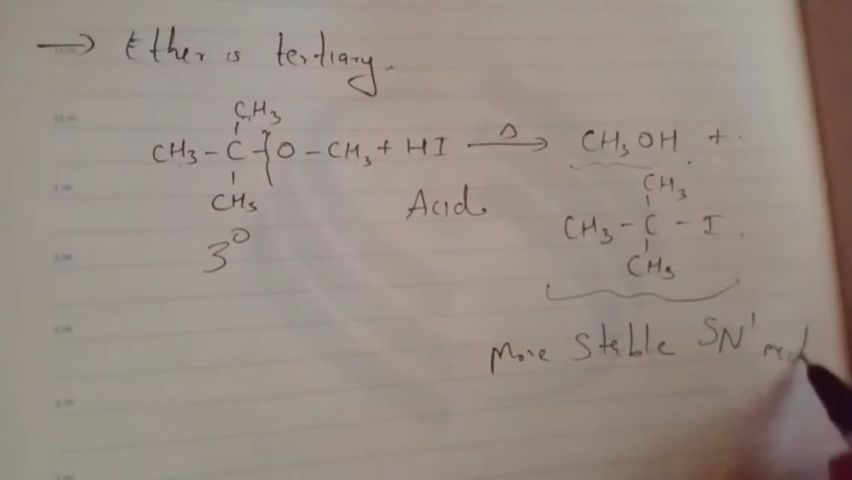 → Ether is tertiary.
CH3
CH3 - C - O - CH3 + HI —Δ→ CH3OH +
CH3
3°
Acid
CH3
CH3 - C - I
CH3
More Stable SN1